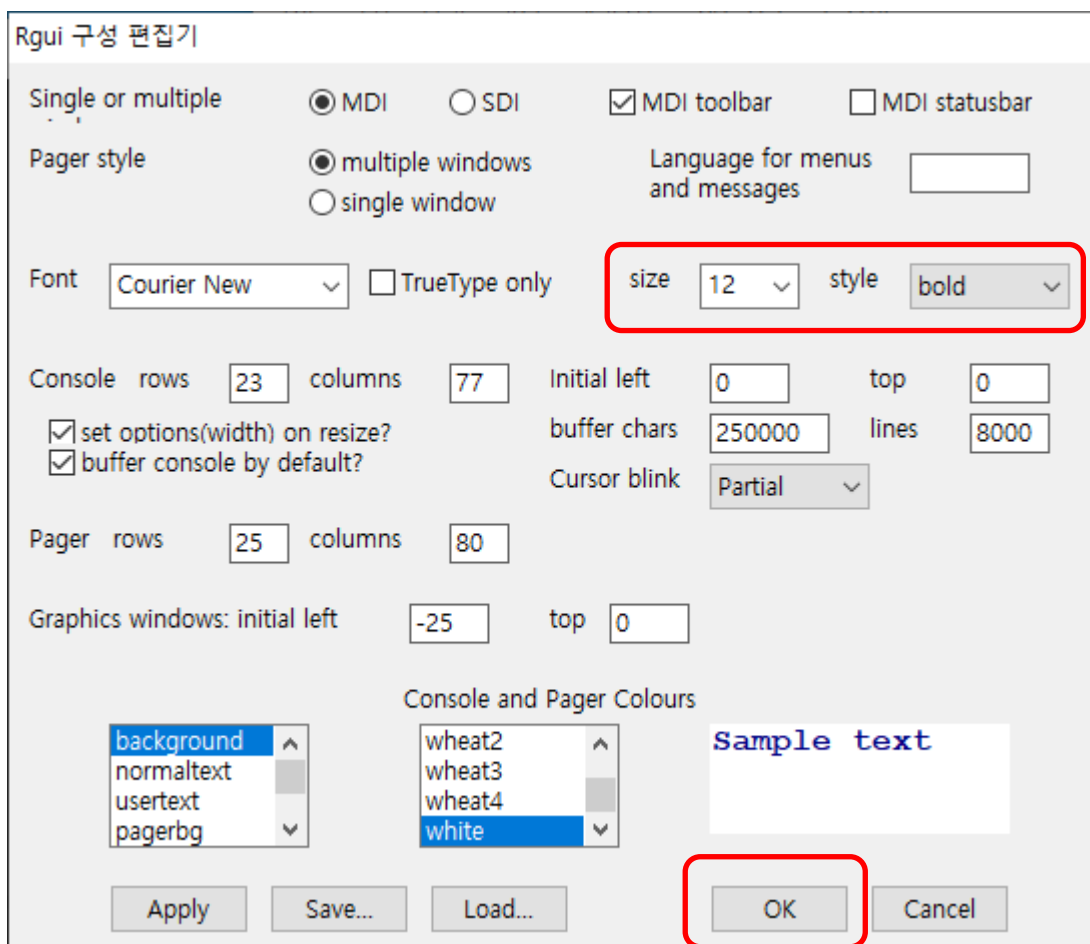 Rgui 구성 편집기
Single or multiple
MDI SDI MDI toolbar MDI statusbar
Pager style multiple windows
single window
Language for menus
and messages
Font Courier New TrueType only size 12 style bold
Console rows 23 columns 77 Initial left 0 top 0
set options(width) on resize?
buffer console by default?
buffer chars 250000 lines 8000
Cursor blink Partial
Pager rows 25 columns 80
Graphics windows: initial left -25 top 0
Console and Pager Colours
background
normaltext
usertext
pagerbg
wheat2
wheat3
wheat4
white
Sample text
Apply Save... Load... OK Cancel